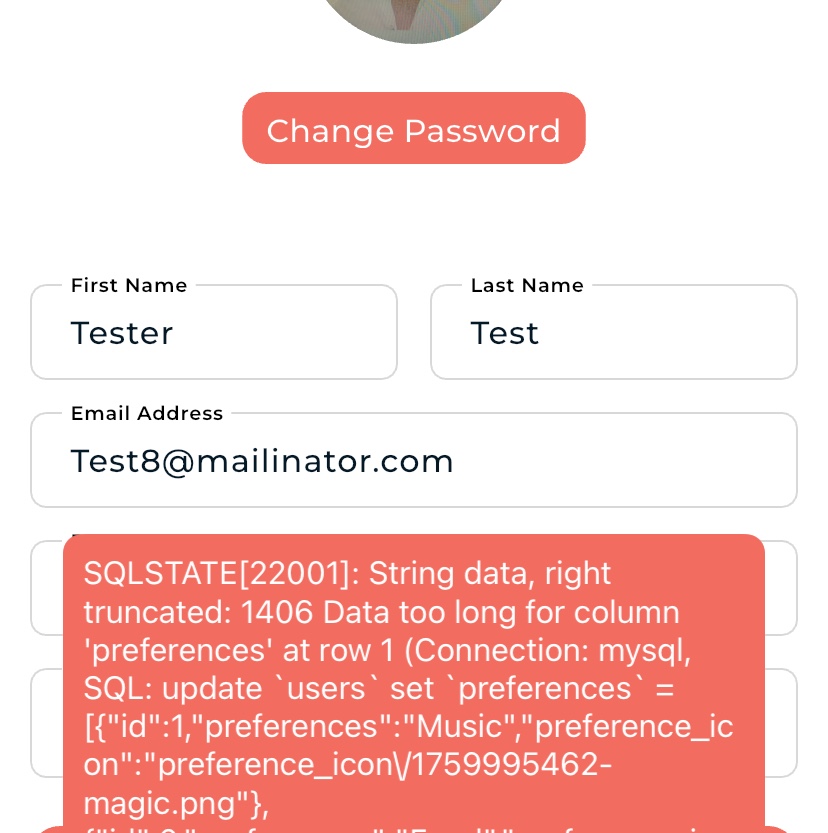 Change Password
First Name
Last Name
Tester
Test
Email Address
Test8@mailinator.com
SQLSTATE[22001]: String data, right
truncated: 1406 Data too long for column
'preferences' at row 1 (Connection: mysql,
SQL: update `users` set `preferences` =
[{"id":1,"preferences":"Music","preference_ic
on":"preference_icon\/1759995462-
magic.png"},